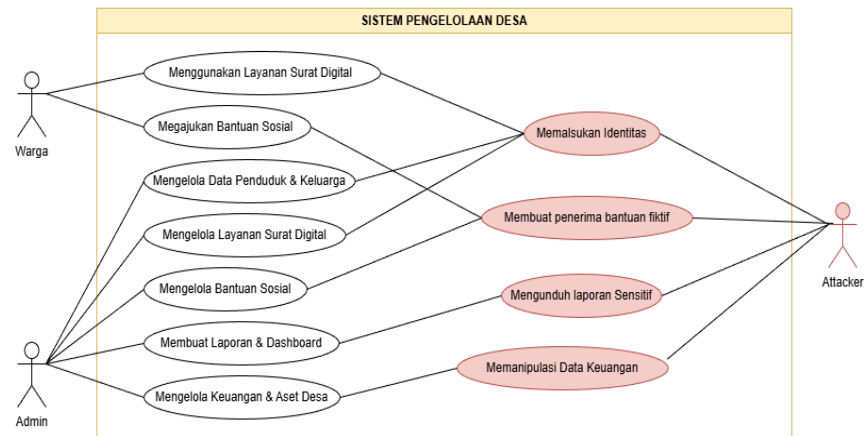 SISTEM PENGELOLAAN DESA
Menggunakan Layanan Surat Digital
Megajukan Bantuan Sosial
Warga
Memalsukan Identitas
Mengelola Data Penduduk & Keluarga
Membuat penerima bantuan fiktif
Mengelola Layanan Surat Digital
Mengelola Bantuan Sosial
Mengunduh laporan Sensitif
Attacker
Membuat Laporan & Dashboard
Memanipulasi Data Keuangan
Mengelola Keuangan & Aset Desa
Admin